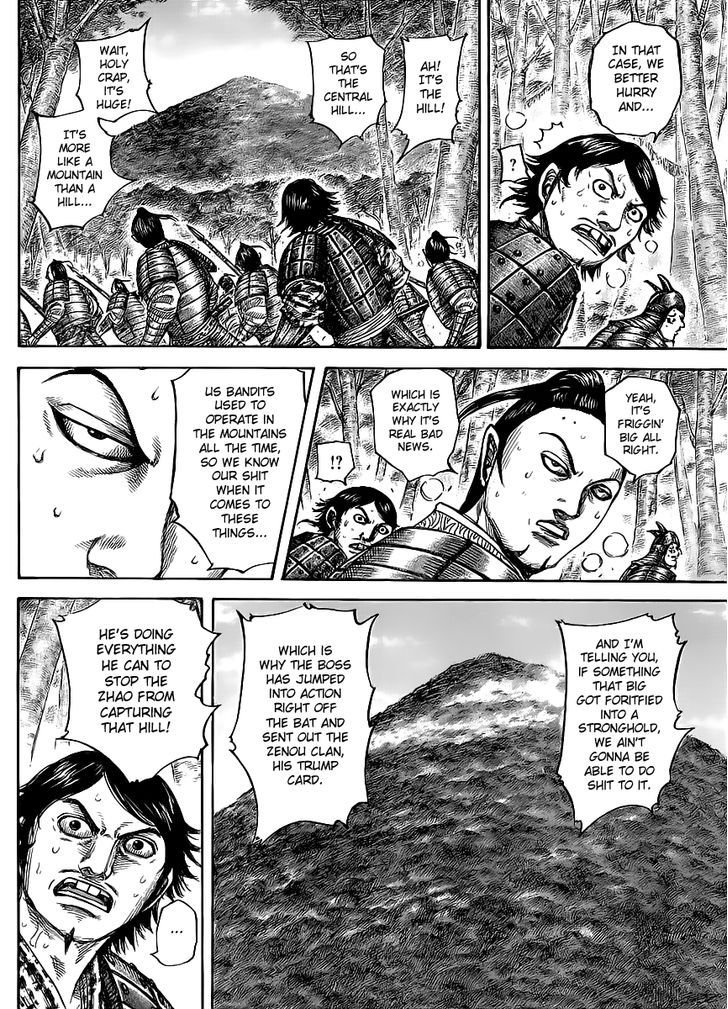 IN THAT
CASE, WE
BETTER
HURRY
AND...
?
AH!
IT'S
THE
HILL!
SO
THAT'S
THE
CENTRAL
HILL...
WAIT,
HOLY
CRAP,
IT'S
HUGE!
IT'S
MORE
LIKE A
MOUNTAIN
THAN A
HILL...
YEAH,
IT'S
FRIGGIN'
BIG ALL
RIGHT.
WHICH IS
EXACTLY
WHY IT'S
REAL BAD
NEWS.
!?
US BANDITS
USED TO
OPERATE IN
THE MOUNTAINS
ALL THE TIME,
SO WE KNOW
OUR SHIT
WHEN IT
COMES TO
THESE
THINGS...
AND I'M
TELLING YOU,
IF SOMETHING
THAT BIG
GOT FORITFIED
INTO A
STRONGHOLD,
WE AIN'T
GONNA BE
ABLE TO DO
SHIT TO IT.
WHICH IS
WHY THE BOSS
HAS JUMPED
INTO ACTION
RIGHT OFF
THE BAT AND
SENT OUT THE
ZENOU CLAN,
HIS TRUMP
CARD.
HE'S DOING
EVERYTHING
HE CAN TO
STOP THE
ZHAO FROM
CAPTURING
THAT HILL!
...